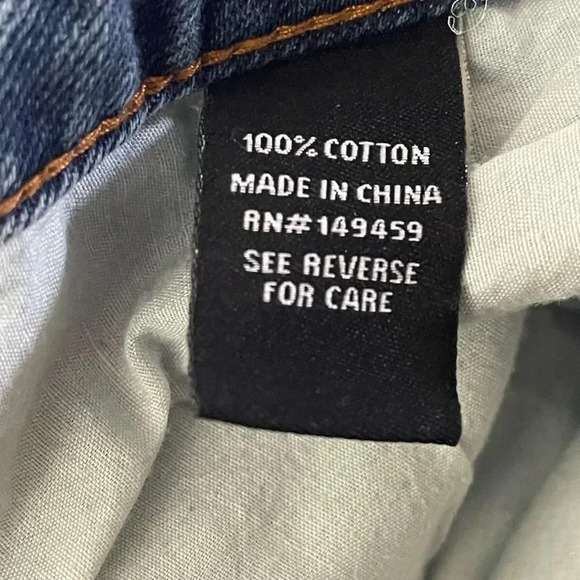 100% COTTON
MADE IN CHINA
RN#149459
SEE REVERSE
FOR CARE